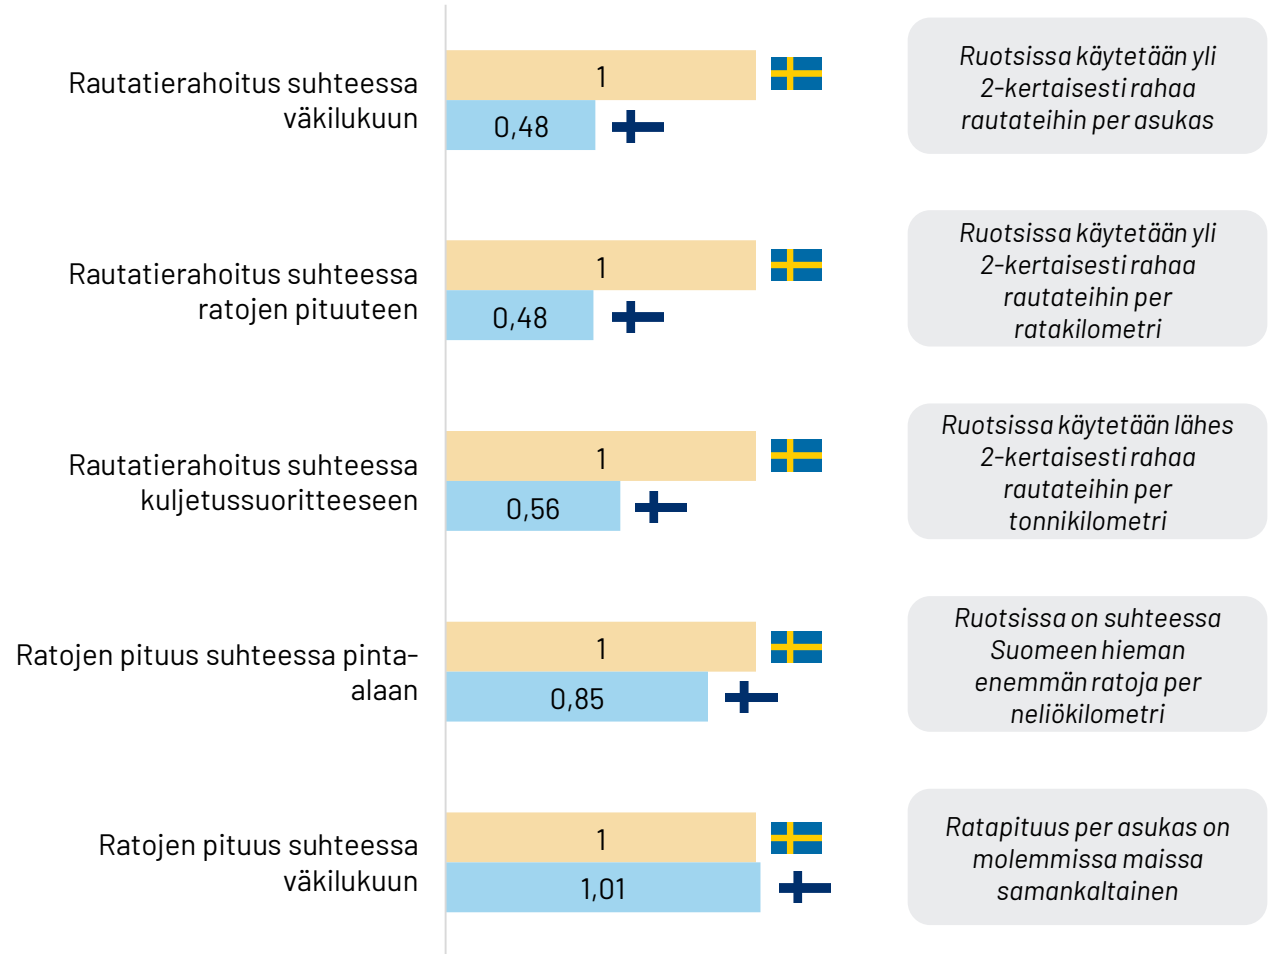 Rautatierahoitus suhteessa
väkilukuun
1
0,48
Ruotsissa käytetään yli
2-kertaisesti rahaa
rautateihin per asukas
Rautatierahoitus suhteessa
ratojen pituuteen
1
0,48
Ruotsissa käytetään yli
2-kertaisesti rahaa
rautateihin per
ratakilometri
Rautatierahoitus suhteessa
kuljetussuoritteeseen
1
0,56
Ruotsissa käytetään lähes
2-kertaisesti rahaa
rautateihin per
tonnikilometri
Ratojen pituus suhteessa pinta-
alaan
1
0,85
Ruotsissa on suhteessa
Suomeen hieman
enemmän ratoja per
neliökilometri
Ratojen pituus suhteessa
väkilukuun
1
1,01
Ratapituus per asukas on
molemmissa maissa
samankaltainen